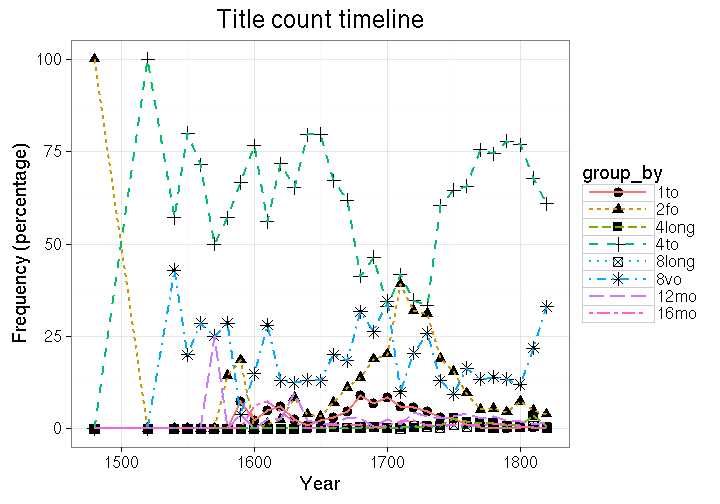 Title count timeline
Frequency (percentage)
100
75
50
25
0
1500
1600
1700
1800
Year
group_by
1to
2fo
4long
4to
8long
8vo
12mo
16mo